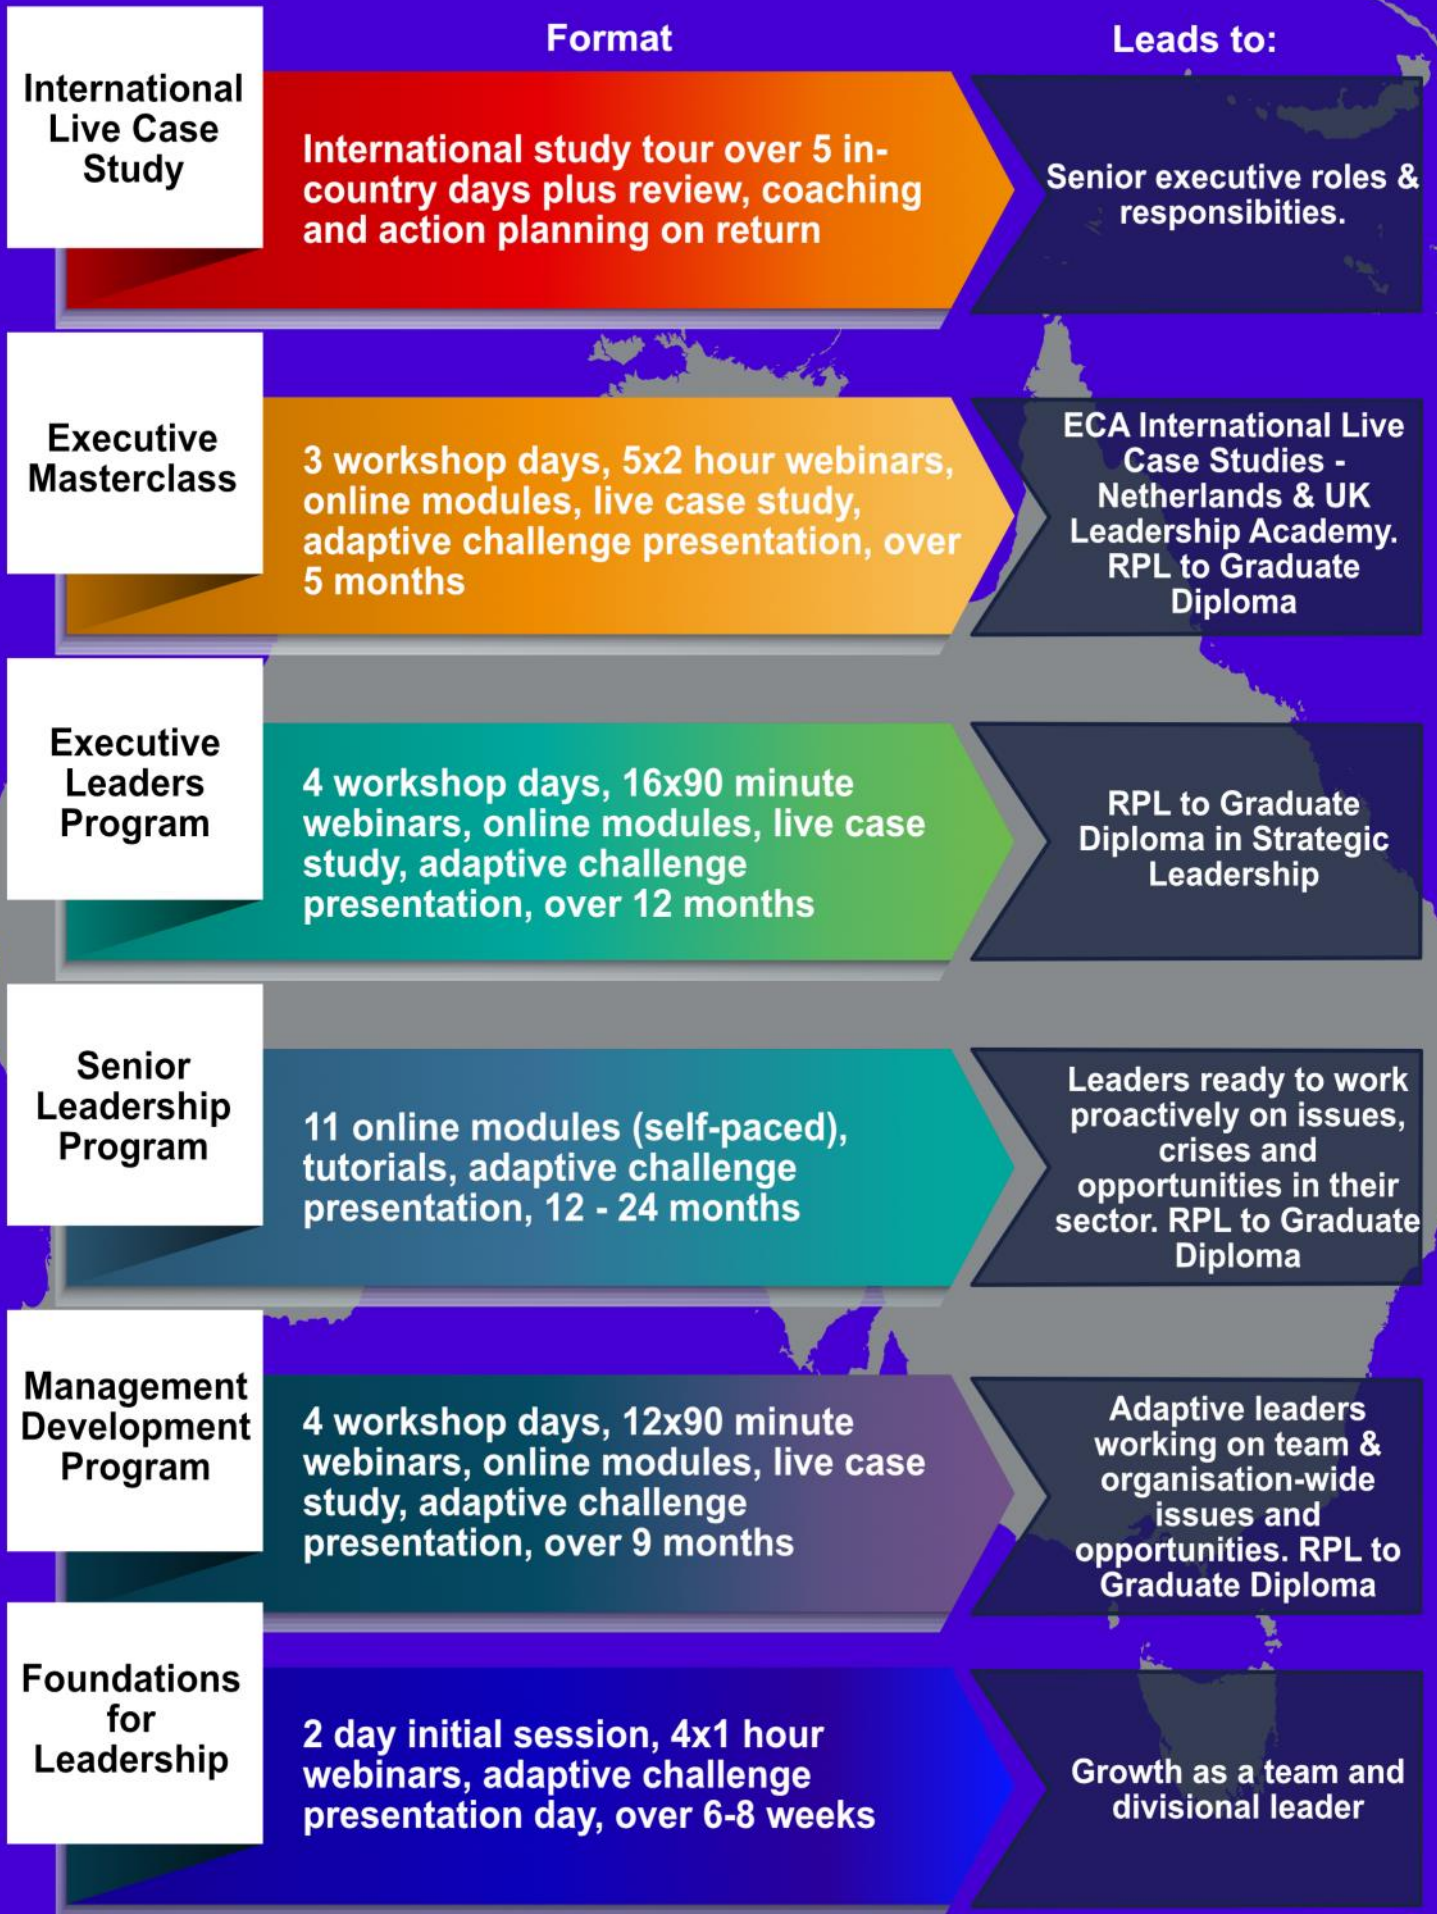 Format
Leads to:
International
Live Case
Study
International study tour over 5 in-
country days plus review, coaching
and action planning on return
Senior executive roles &
responsibities.
Executive
Masterclass
3 workshop days, 5x2 hour webinars,
online modules, live case study,
adaptive challenge presentation, over
5 months
ECA International Live
Case Studies -
Netherlands & UK
Leadership Academy.
RPL to Graduate
Diploma
Executive
Leaders
Program
4 workshop days, 16x90 minute
webinars, online modules, live case
study, adaptive challenge
presentation, over 12 months
RPL to Graduate
Diploma in Strategic
Leadership
Senior
Leadership
Program
11 online modules (self-paced),
tutorials, adaptive challenge
presentation, 12 - 24 months
Leaders ready to work
proactively on issues,
crises and
opportunities in their
sector. RPL to Graduate
Diploma
Management
Development
Program
4 workshop days, 12x90 minute
webinars, online modules, live case
study, adaptive challenge
presentation, over 9 months
Adaptive leaders
working on team &
organisation-wide
issues and
opportunities. RPL to
Graduate Diploma
Foundations
for
Leadership
2 day initial session, 4x1 hour
webinars, adaptive challenge
presentation day, over 6-8 weeks
Growth as a team and
divisional leader